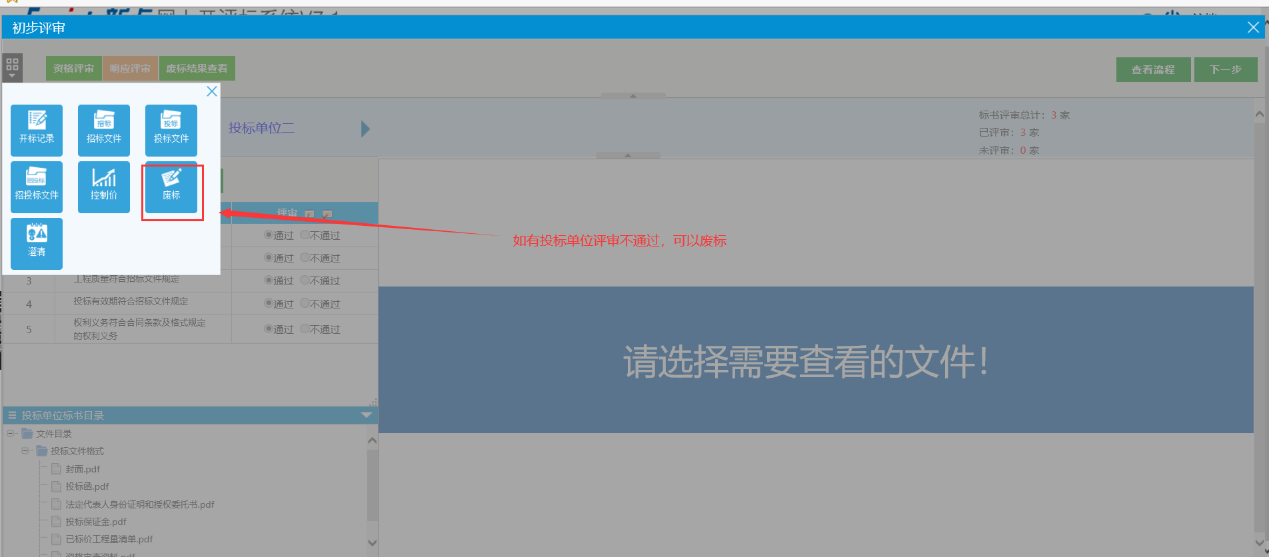 初步评审
资格评审 响应评审 废标结果查看
查看流程 下一步
开标记录 招标 招标文件 投标 投标文件
招投标文件 控制价 废标
澄清
投标单位二
标书评审总计：3 家
已评审：3 家
未评审：0 家
评审
通过 不通过
通过 不通过
3 工程质量符合招标文件规定 通过 不通过
4 投标有效期符合招标文件规定 通过 不通过
5 权利义务符合合同条款及格式规定
的权利义务 通过 不通过
如有投标单位评审不通过，可以废标
请选择需要查看的文件！
投标单位标书目录
文件目录
投标文件格式
封面.pdf
投标函.pdf
法定代表人身份证明和授权委托书.pdf
投标保证金.pdf
已标价工程量清单.pdf